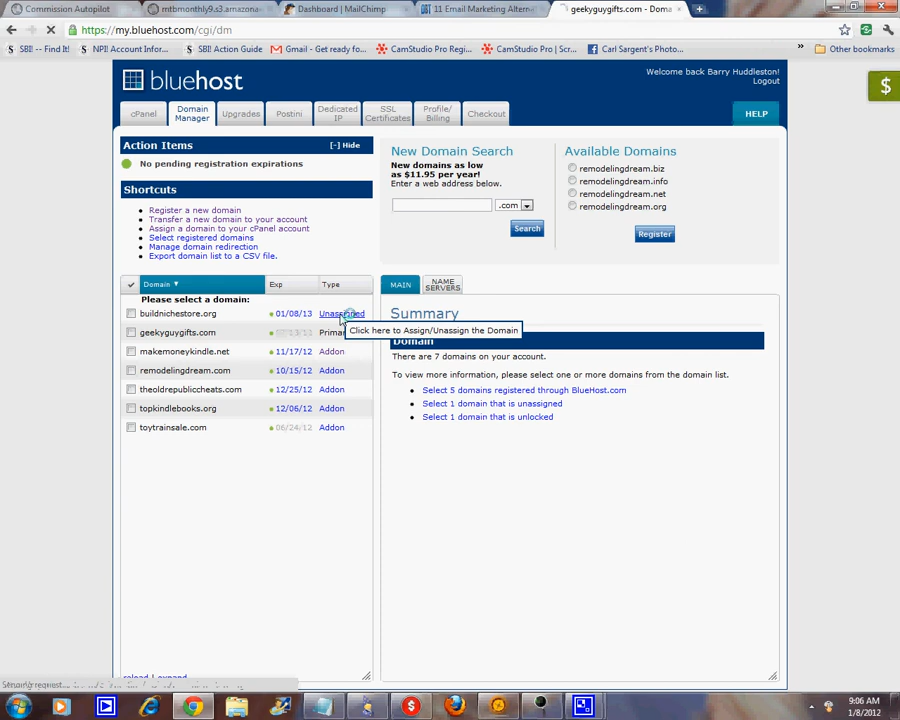 Commission Autopilot
mtbmonthly9.s3.amazona
Dashboard | MailChimp
11 Email Marketing Altern
geekyguygifts.com - Doma
https://my.bluehost.com/cgi/dm
SBI! -- Find It!
NPI! Account Infor...
SBI! Action Guide
Gmail - Get ready fo...
CamStudio Pro Regi...
CamStudio Pro | Scr...
Carl Sargent's Photo...
»
Other bookmarks
bluehost
Welcome back Barry Huddleston!
Logout
$
cPanel
Domain Manager
Upgrades
Postini
Dedicated IP
SSL Certificates
Profile/ Billing
Checkout
HELP
Action Items
[-] Hide
No pending registration expirations
Shortcuts
Register a new domain
Transfer a new domain to your account
Assign a domain to your cPanel account
Select registered domains
Manage domain redirection
Export domain list to a CSV file.
New Domain Search
New domains as low
as $11.95 per year!
Enter a web address below.
.com
Search
Available Domains
remodelingdream.biz
remodelingdream.info
remodelingdream.net
remodelingdream.org
Register
Domain ▼ Exp Type
Please select a domain:
buildnichestore.org 01/08/13 Unassigned
geekyguygifts.com Prima
makemoneykindle.net 11/17/12 Addon
remodelingdream.com 10/15/12 Addon
theoldrepubliccheats.com 12/25/12 Addon
topkindlebooks.org 12/06/12 Addon
toytrainsale.com 06/24/12 Addon
reload | expand
MAIN
NAME SERVERS
Summary
Click here to Assign/Unassign the Domain
Domain
There are 7 domains on your account.
To view more information, please select one or more domains from the domain list.
Select 5 domains registered through BlueHost.com
Select 1 domain that is unassigned
Select 1 domain that is unlocked
9:06 AM
1/8/2012